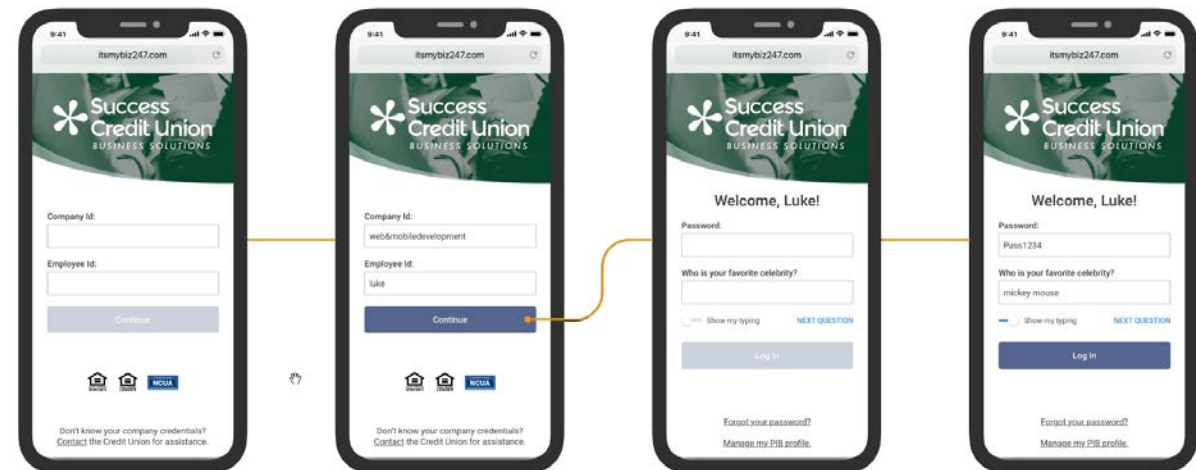 9:41
itsmybiz247.com
Success
Credit Union
BUSINESS SOLUTIONS
Company Id:
Employee Id:
Continue
NCUA
Don't know your company credentials?
Contact the Credit Union for assistance.
9:41
itsmybiz247.com
Success
Credit Union
BUSINESS SOLUTIONS
Company Id:
web&mobiledevelopment
Employee Id:
luke
Continue
NCUA
Don't know your company credentials?
Contact the Credit Union for assistance.
9:41
itsmybiz247.com
Success
Credit Union
BUSINESS SOLUTIONS
Welcome, Luke!
Password:
Who is your favorite celebrity?
Show my typing NEXT QUESTION
Log In
Forgot your password?
Manage my PIB profile.
9:41
itsmybiz247.com
Success
Credit Union
BUSINESS SOLUTIONS
Welcome, Luke!
Password:
Pass1234
Who is your favorite celebrity?
mickey mouse
Show my typing NEXT QUESTION
Log In
Forgot your password?
Manage my PIB profile.